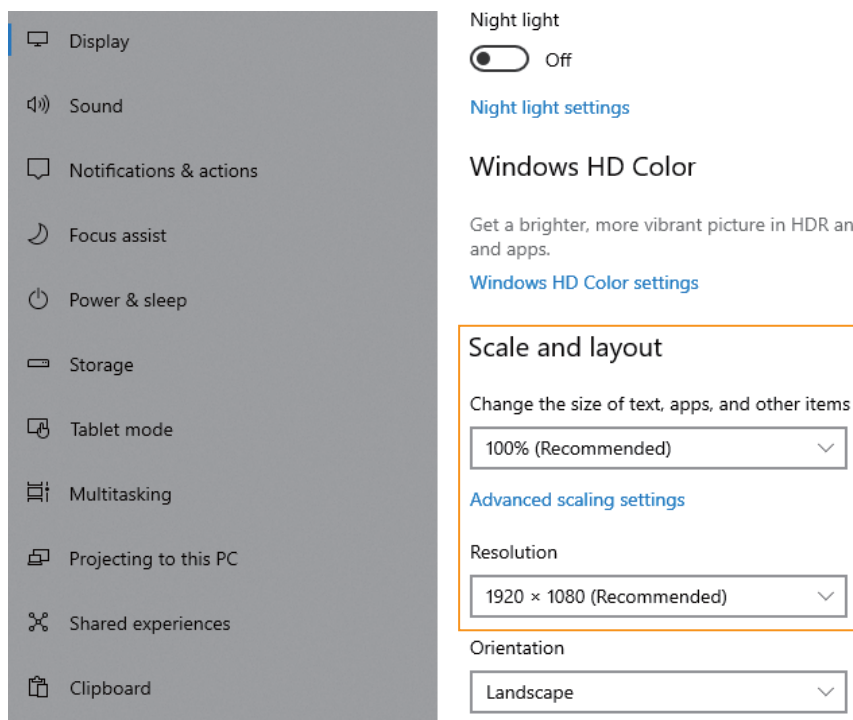 Display
Sound
Notifications & actions
Focus assist
Power & sleep
Storage
Tablet mode
Multitasking
Projecting to this PC
Shared experiences
Clipboard
Night light
Off
Night light settings
Windows HD Color
Get a brighter, more vibrant picture in HDR an
and apps.
Windows HD Color settings
Scale and layout
Change the size of text, apps, and other items
100% (Recommended)
Advanced scaling settings
Resolution
1920 × 1080 (Recommended)
Orientation
Landscape